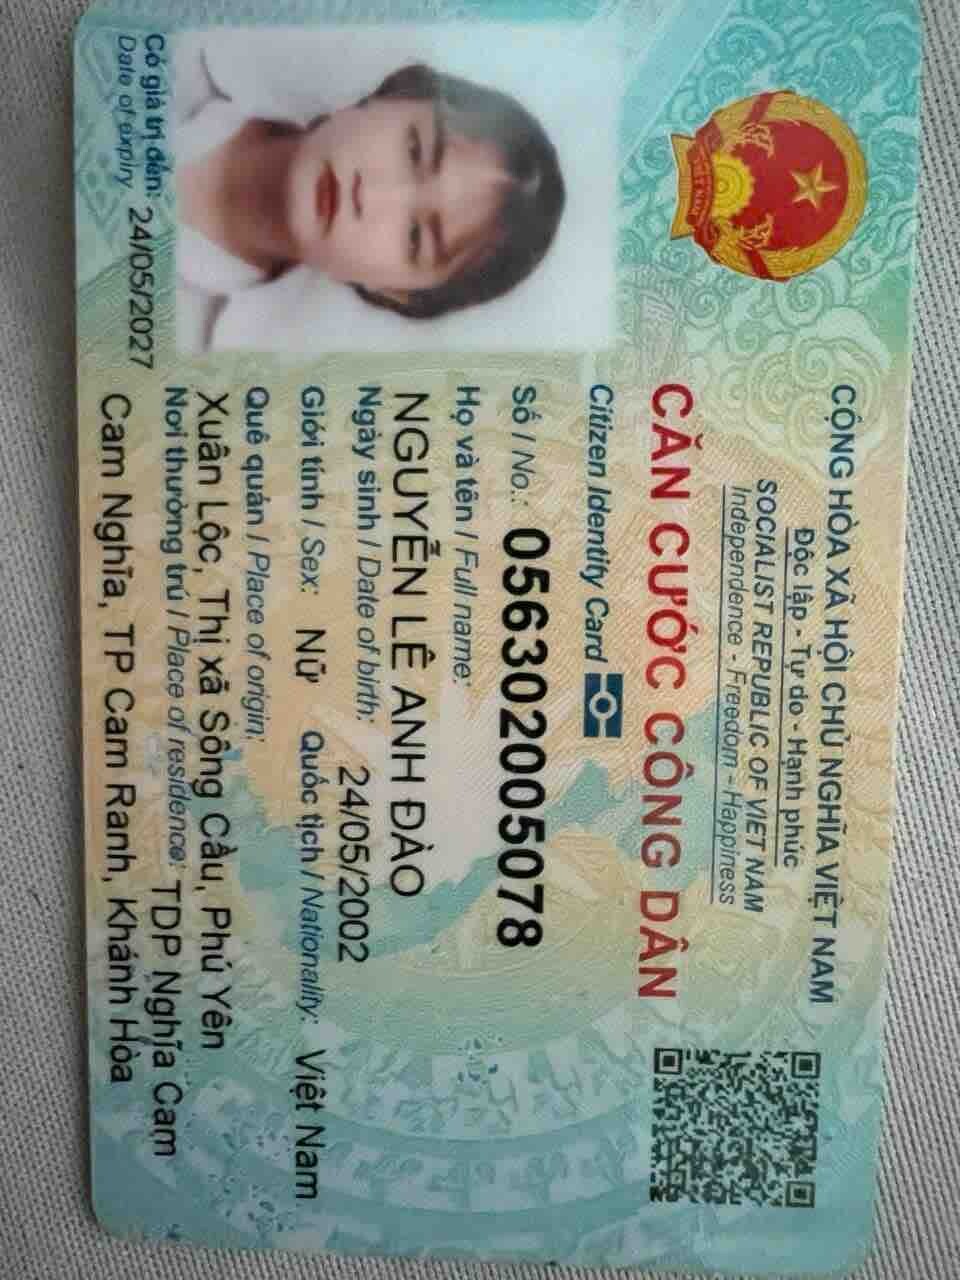 CỘNG HÒA XÃ HỘI CHỦ NGHĨA VIỆT NAM
Độc lập - Tự do - Hạnh phúc
SOCIALIST REPUBLIC OF VIET NAM
Independence - Freedom - Happiness
CĂN CƯỚC CÔNG DÂN
Citizen Identity Card
Số / No.: 056302005078
Họ và tên / Full name:
NGUYỄN LÊ ANH ĐÀO
Ngày sinh / Date of birth: 24/05/2002
Giới tính / Sex: Nữ Quốc tịch / Nationality: Việt Nam
Quê quán / Place of origin:
Xuân Lộc, Thị xã Sông Cầu, Phú Yên
Nơi thường trú / Place of residence: TDP Nghĩa Cam
Cam Nghĩa, TP Cam Ranh, Khánh Hòa
Có giá trị đến: 24/05/2027
Date of expiry
VIỆT NAM